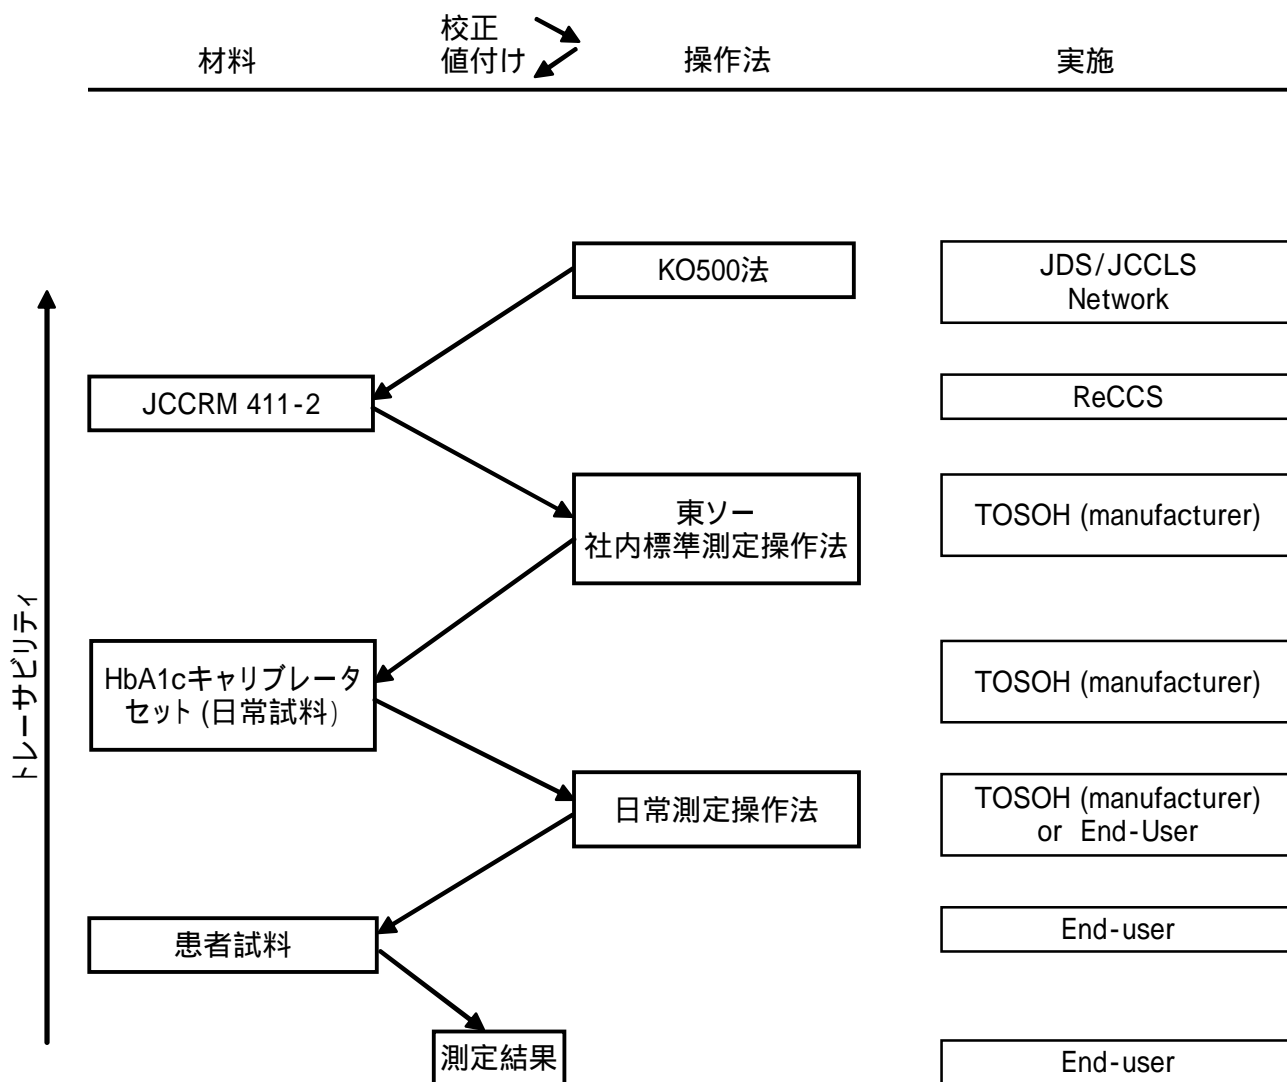 校正
値付け
材料
操作法
実施
KO500法
JDS/JCCLS
Network
JCCRM 411-2
ReCCS
東ソー
社内標準測定操作法
TOSOH (manufacturer)
HbA1cキャリブレータ
セット (日常試料)
TOSOH (manufacturer)
日常測定操作法
TOSOH (manufacturer)
or End-User
患者試料
End-user
測定結果
End-user
トレーサビリティ